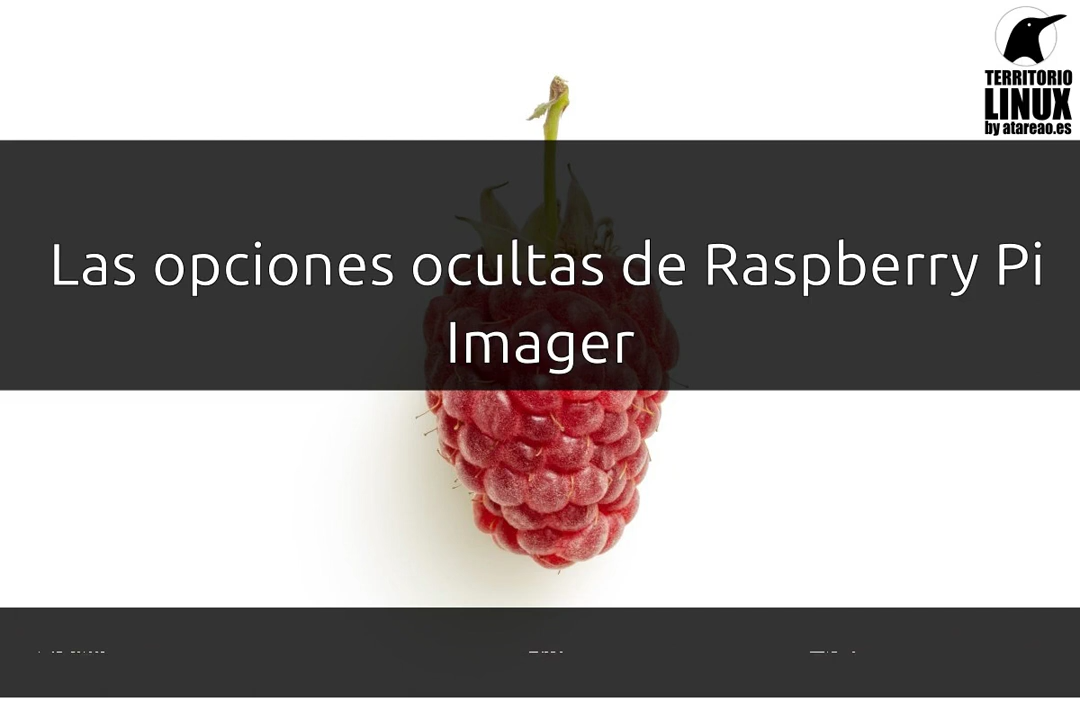 TERRITORIO
LINUX
by atareao.es
Las opciones ocultas de Raspberry Pi
Imager